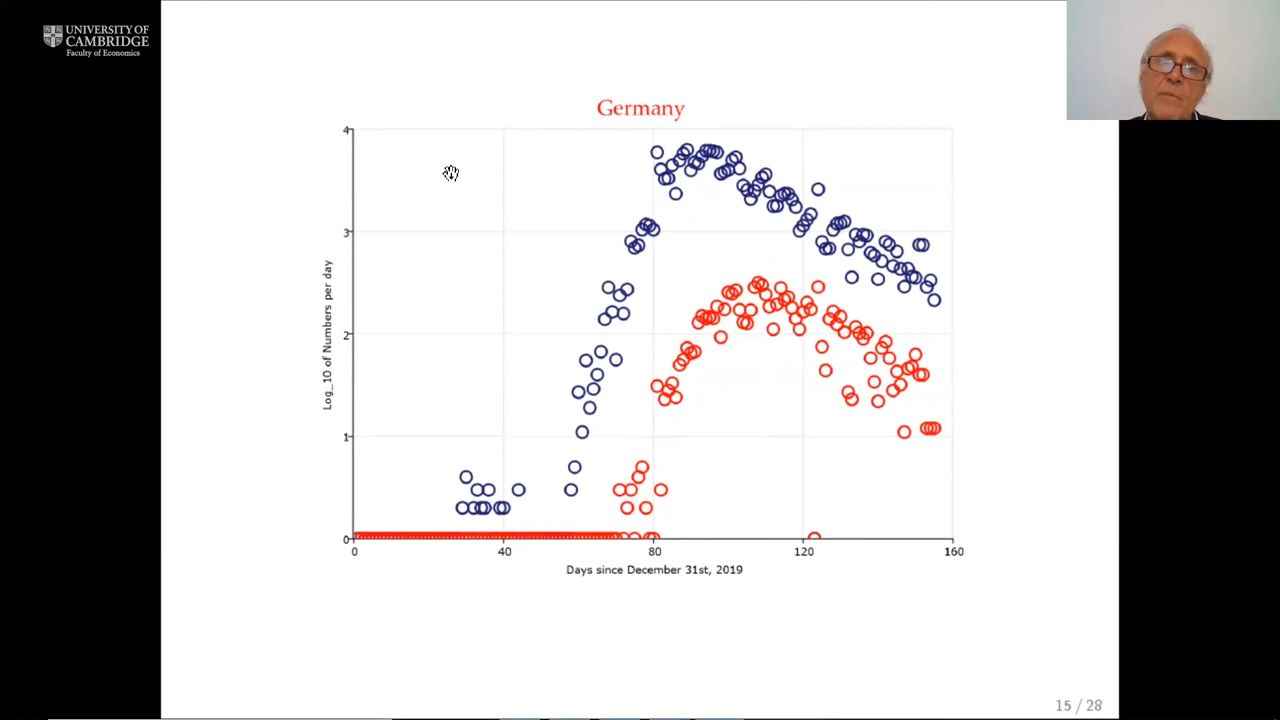 UNIVERSITY OF
CAMBRIDGE
Faculty of Economics
Germany
4
3
2
1
0
Log_10 of Numbers per day
0 40 80 120 160
Days since December 31st, 2019
15 / 28